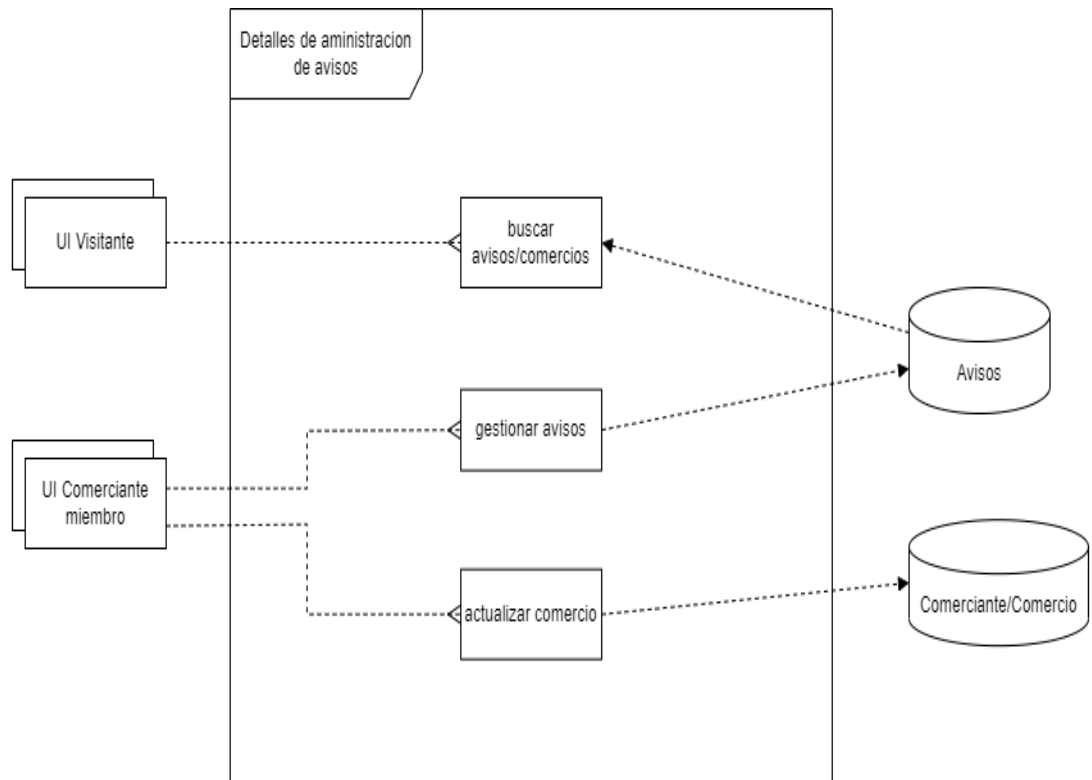 Detalles de aministracion
de avisos
UI Visitante
buscar
avisos/comercios
Avisos
gestionar avisos
UI Comerciante
miembro
actualizar comercio
Comerciante/Comercio